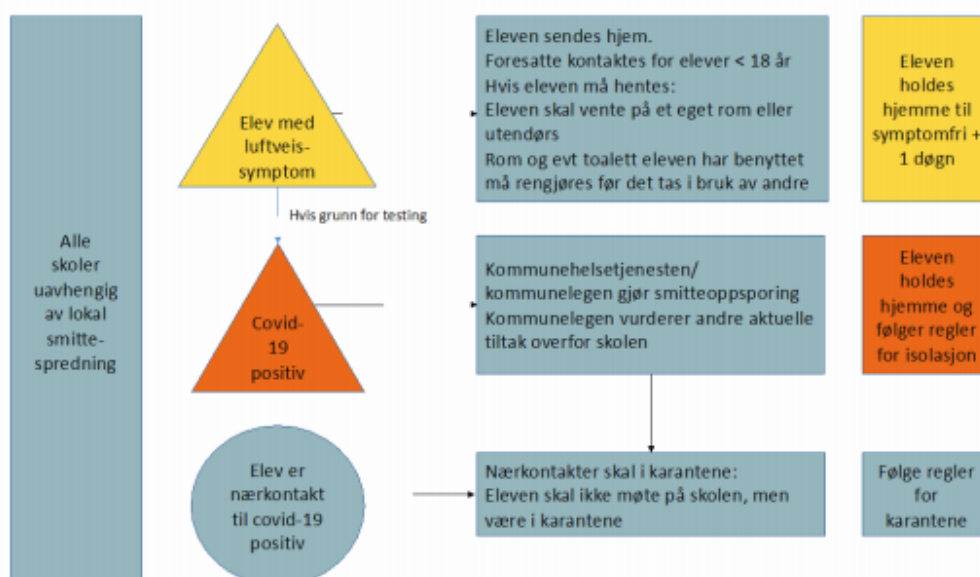 Alle
skoler
uavhengig
av lokal
smitte-
spredning
Elev med
luftveis-
symptom
Eleven sendes hjem.
Foresatte kontaktes for elever < 18 år
Hvis eleven må hentes:
Eleven skal vente på et eget rom eller
utendørs
Rom og evt toalett eleven har benyttet
må rengjøres før det tas i bruk av andre
Eleven
holdes
hjemme til
symptomfri +
1 døgn
Hvis grunn for testing
Covid-
19
positiv
Kommunehelsetjenesten/
kommunelegen gjør smitteoppsporing
Kommunelegen vurderer andre aktuelle
tiltak overfor skolen
Eleven
holdes
hjemme og
følger regler
for isolasjon
Elev er
nærkontakt
til covid-19
positiv
Nærkontakter skal i karantene:
Eleven skal ikke møte på skolen, men
være i karantene
Følge regler
for
karantene